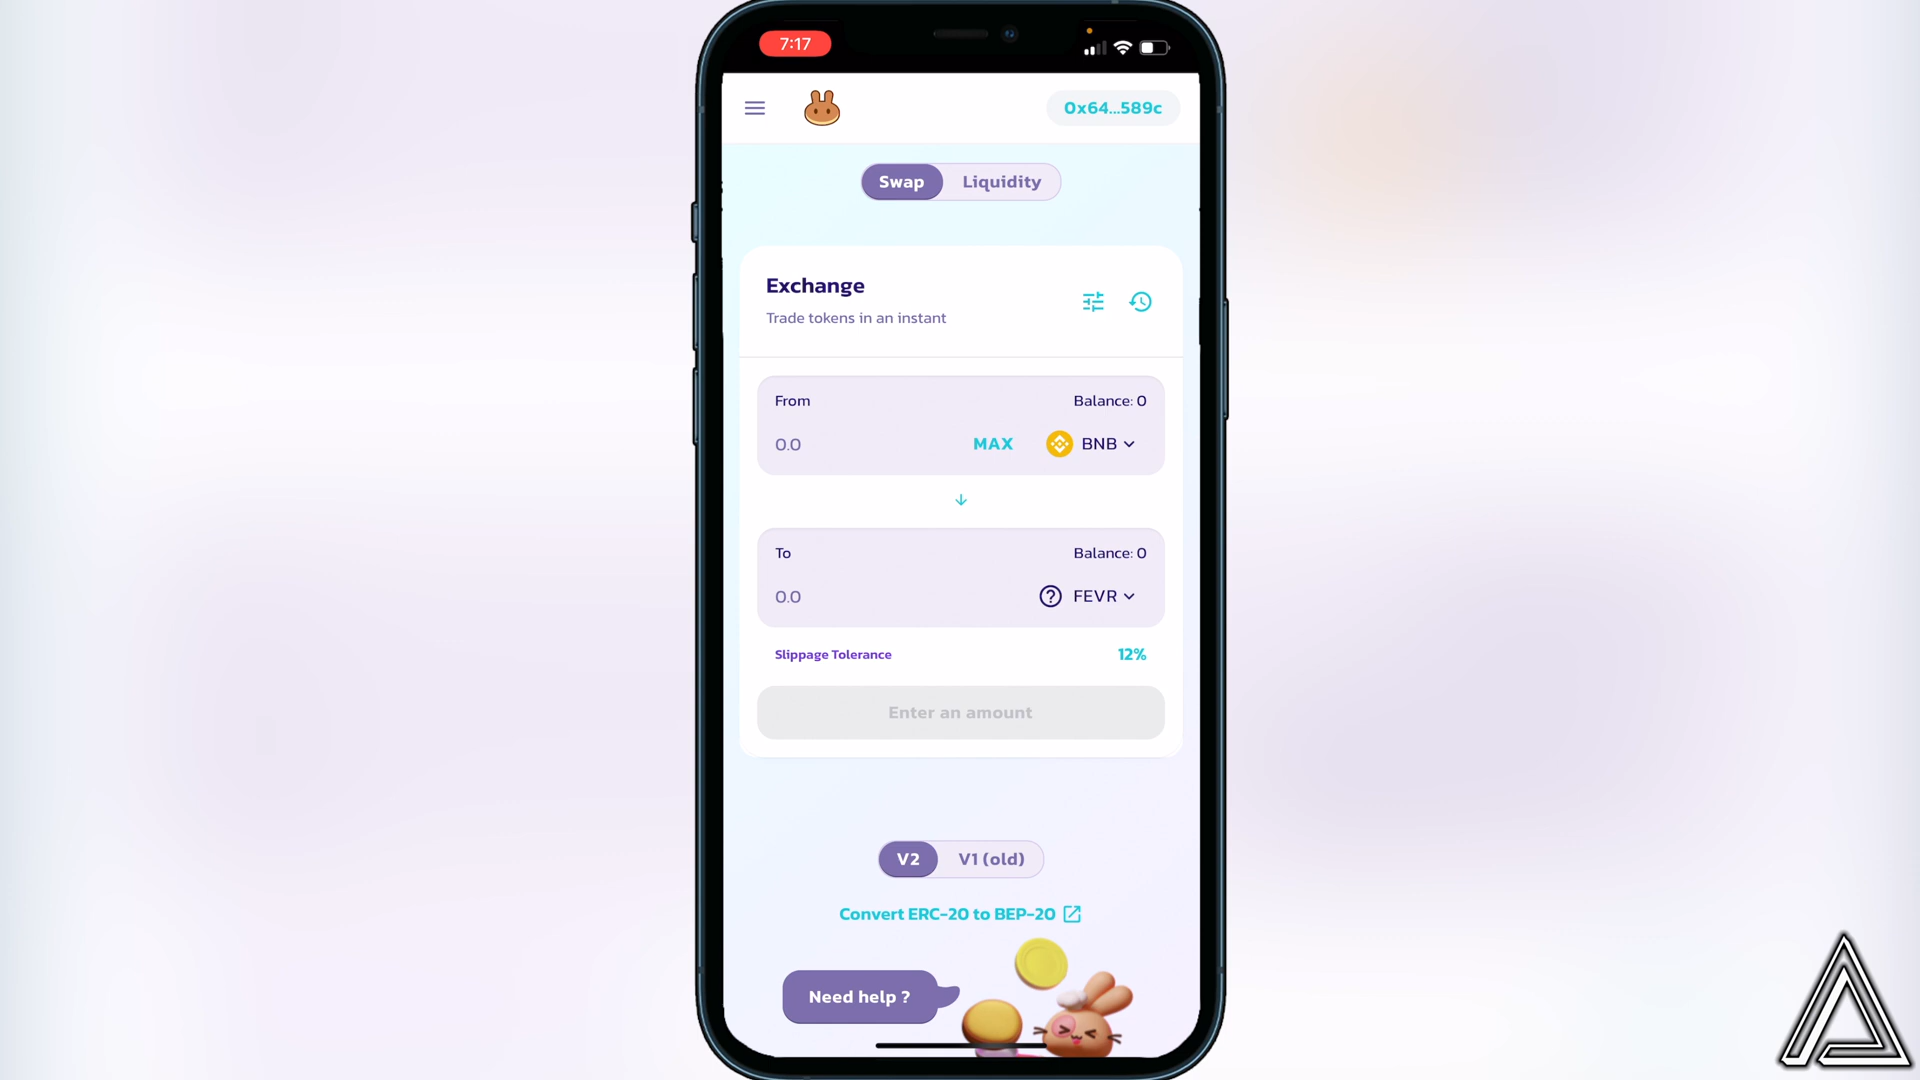 7:17
0x64...589c
Swap Liquidity
Exchange
Trade tokens in an instant
From Balance: 0
0.0 MAX BNB
To Balance: 0
0.0 FEVR
Slippage Tolerance 12%
Enter an amount
V2 V1 (old)
Convert ERC-20 to BEP-20
Need help ?